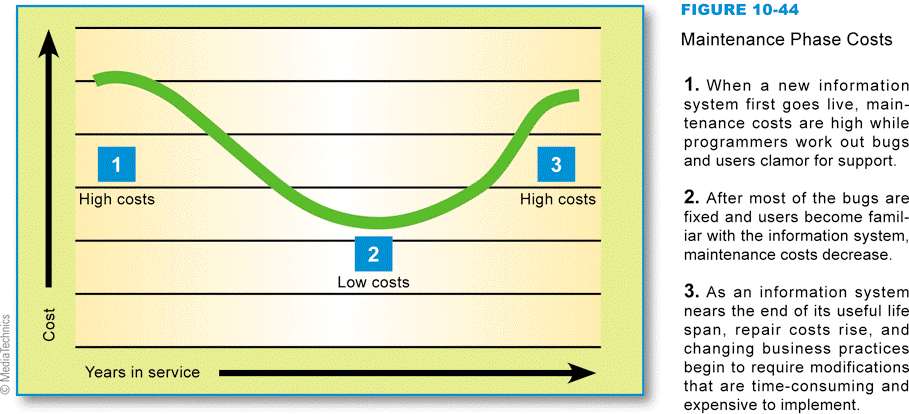 FIGURE 10-44
Maintenance Phase Costs
1. When a new information
system first goes live, main-
tenance costs are high while
programmers work out bugs
and users clamor for support.
2. After most of the bugs are
fixed and users become famil-
iar with the information system,
maintenance costs decrease.
3. As an information system
nears the end of its useful life
span, repair costs rise, and
changing business practices
begin to require modifications
that are time-consuming and
expensive to implement.
Cost
1
High costs
2
Low costs
3
High costs
Years in service
© MediaTechnics